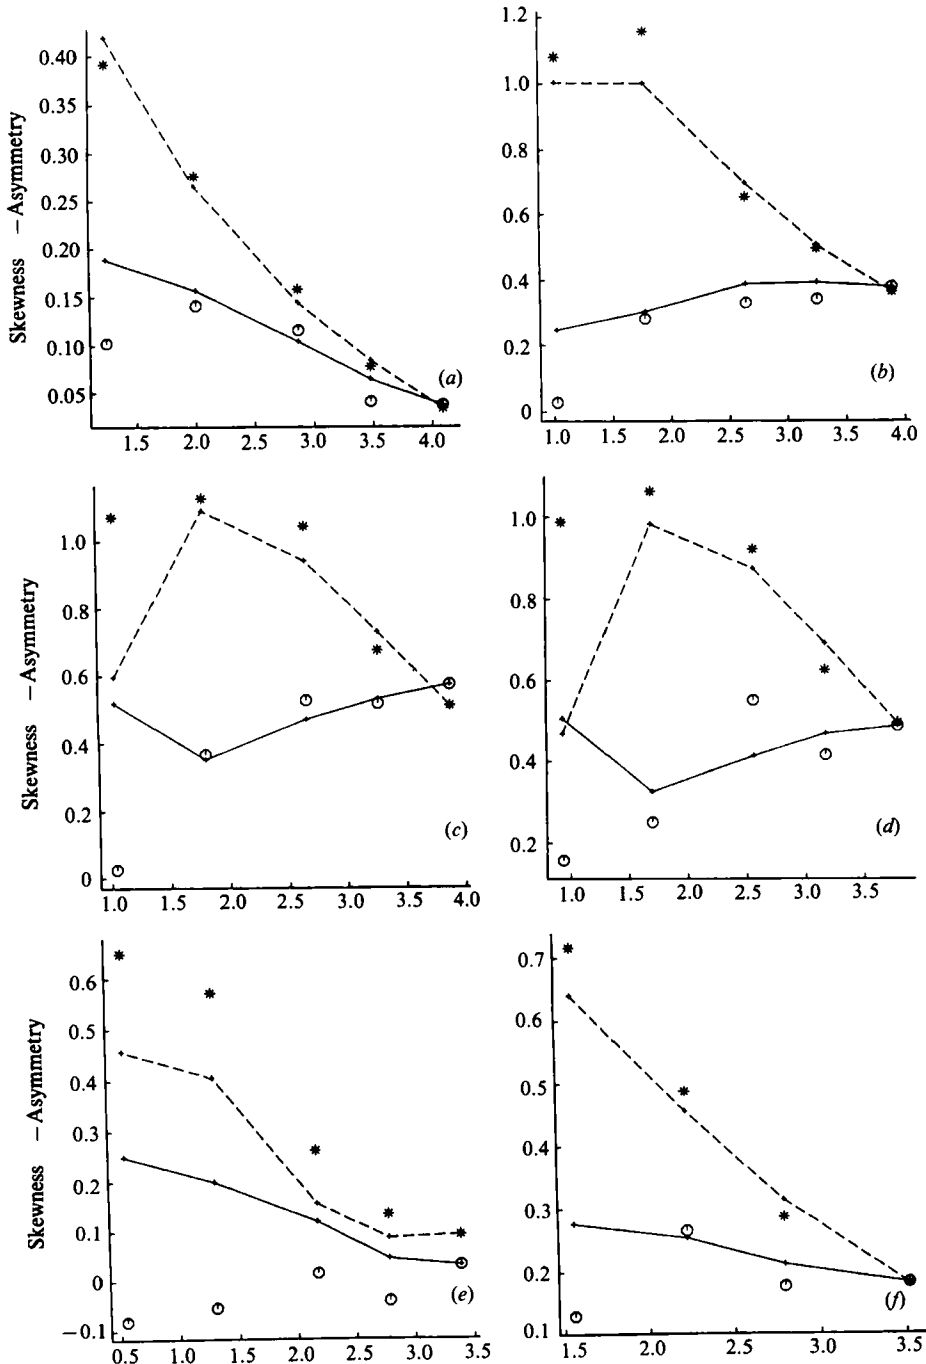 0.40
0.35
0.30
0.25
0.20
0.15
0.10
0.05
Skewness – Asymmetry
(a)
1.5 2.0 2.5 3.0 3.5 4.0
1.2
1.0
0.8
0.6
0.4
0.2
0
(b)
1.0 1.5 2.0 2.5 3.0 3.5 4.0
1.0
0.8
0.6
0.4
0.2
0
Skewness – Asymmetry
(c)
1.0 1.5 2.0 2.5 3.0 3.5 4.0
1.0
0.8
0.6
0.4
0.2
(d)
1.0 1.5 2.0 2.5 3.0 3.5
0.6
0.5
0.4
0.3
0.2
0.1
0
−0.1
Skewness – Asymmetry
(e)
0.5 1.0 1.5 2.0 2.5 3.0 3.5
0.7
0.6
0.5
0.4
0.3
0.2
0.1
(f)
1.5 2.0 2.5 3.0 3.5